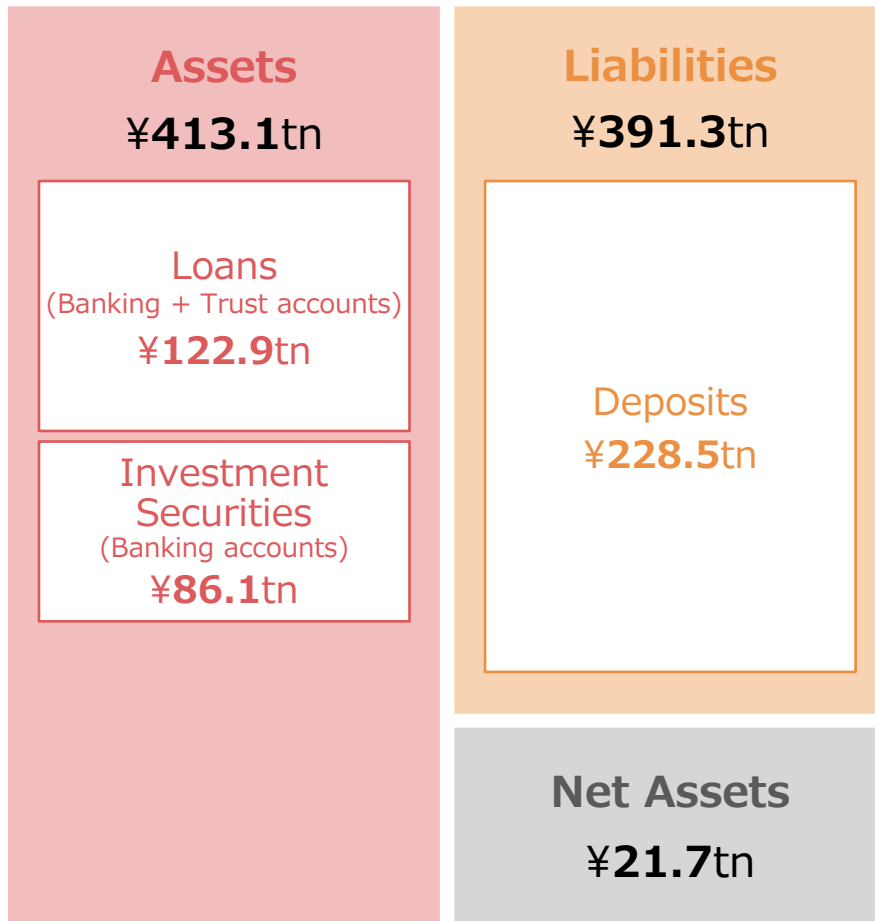 Assets
¥413.1tn
Loans
(Banking + Trust accounts)
¥122.9tn
Investment
Securities
(Banking accounts)
¥86.1tn
Liabilities
¥391.3tn
Deposits
¥228.5tn
Net Assets
¥21.7tn